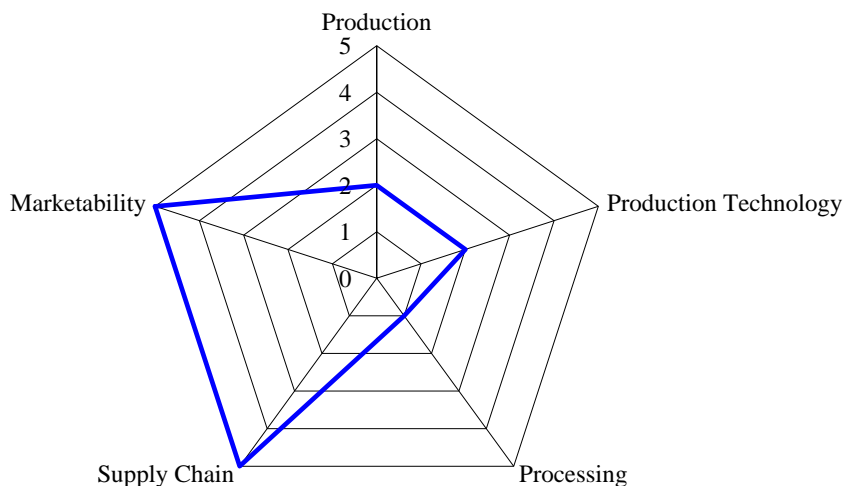 Production
5
4
3
2
1
0
Marketability
Production Technology
Supply Chain
Processing